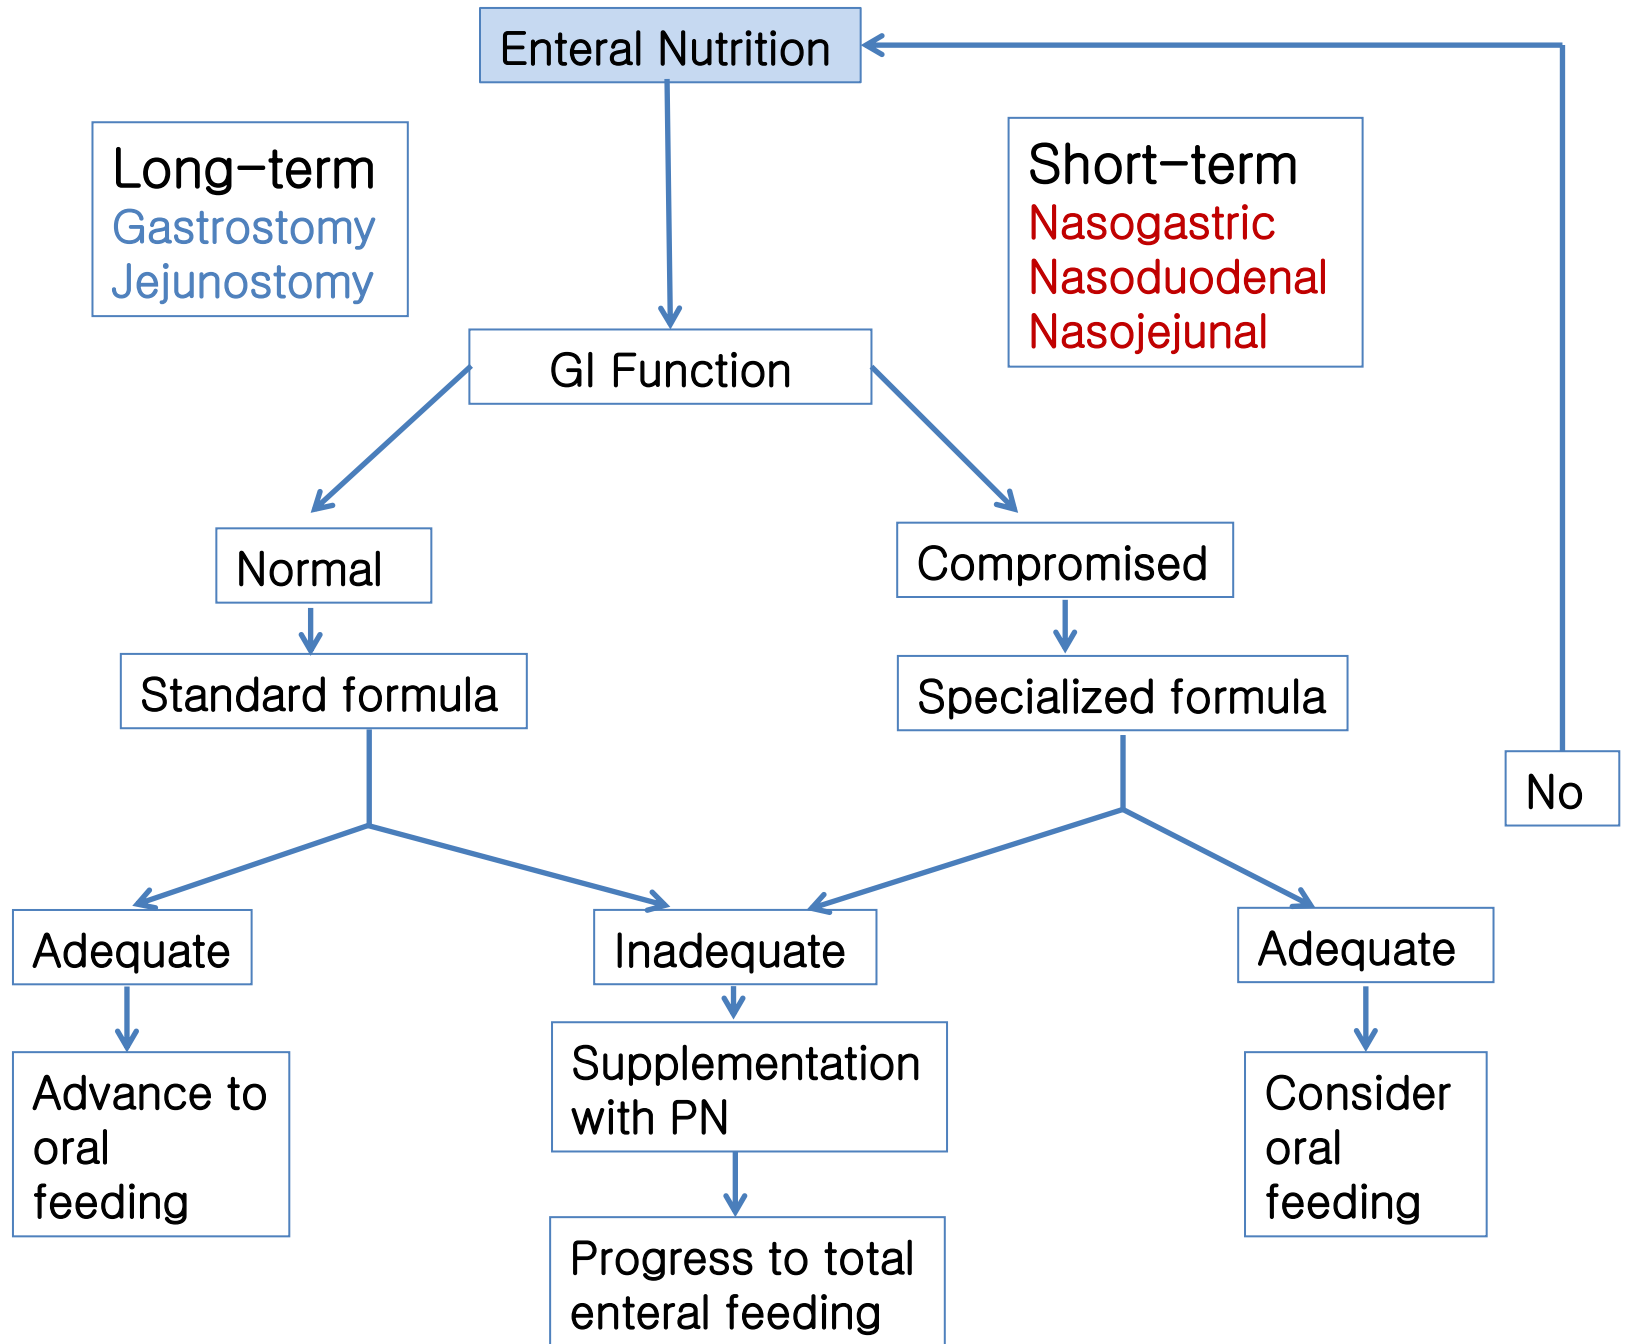 Enteral Nutrition
Long-term
Gastrostomy
Jejunostomy
Short-term
Nasogastric
Nasoduodenal
Nasojejunal
GI Function
Normal
Compromised
Standard formula
Specialized formula
No
Adequate
Inadequate
Adequate
Advance to
oral
feeding
Supplementation
with PN
Consider
oral
feeding
Progress to total
enteral feeding